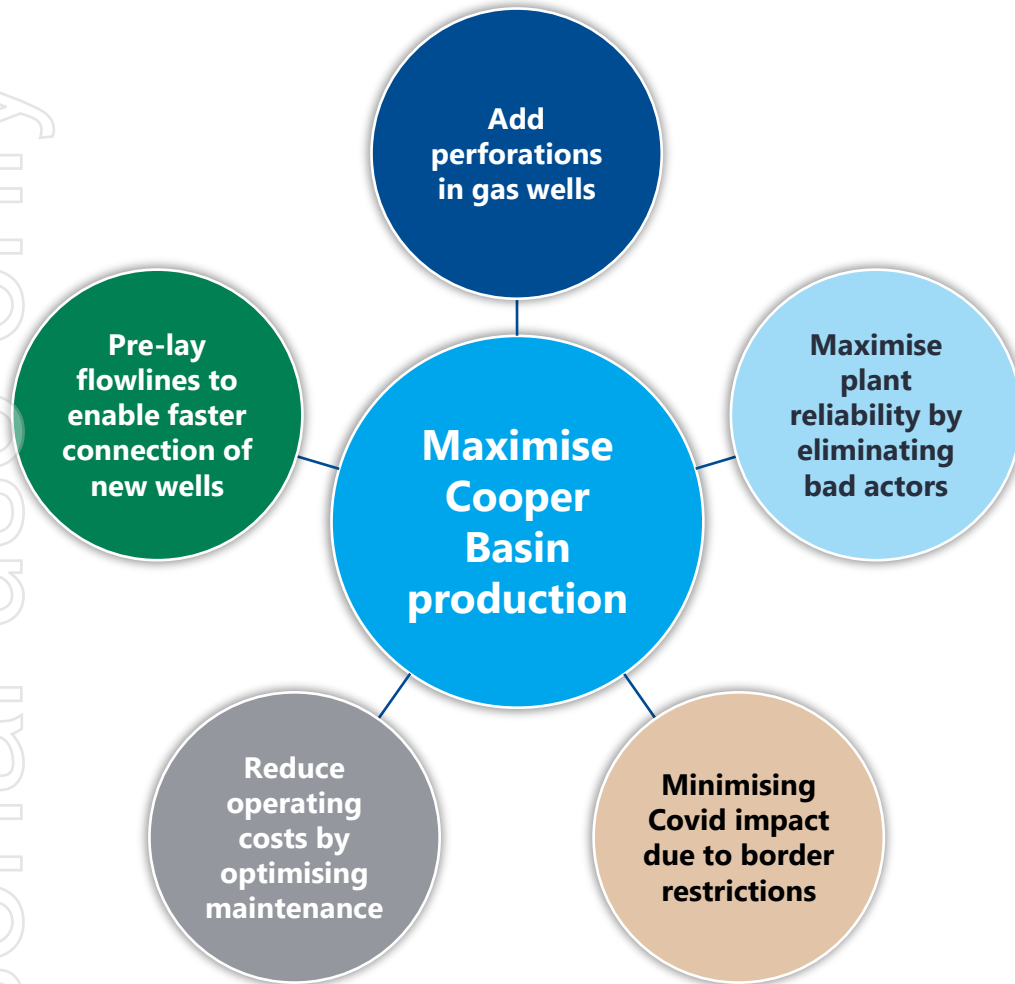 Add
perforations
in gas wells
Pre-lay
flowlines to
enable faster
connection of
new wells
Maximise
plant
reliability by
eliminating
bad actors
Maximise
Cooper
Basin
production
Reduce
operating
costs by
optimising
maintenance
Minimising
Covid impact
due to border
restrictions